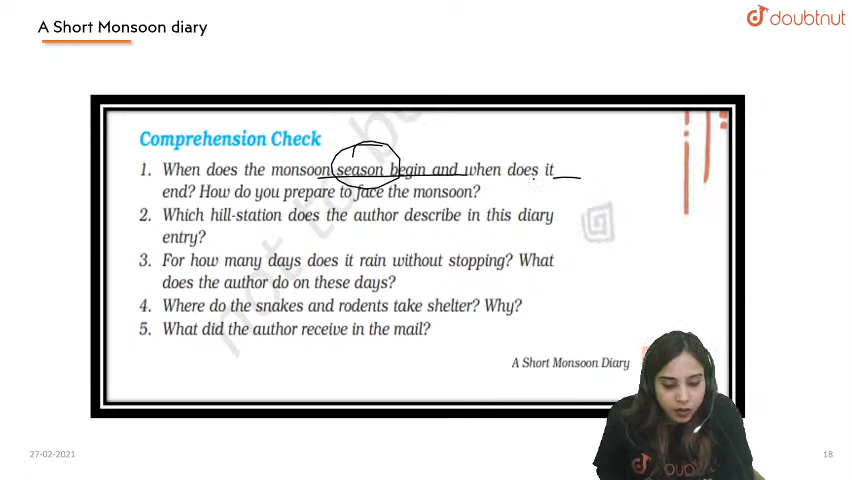 A Short Monsoon diary
doubtnut
Comprehension Check
1. When does the monsoon season begin and when does it
end? How do you prepare to face the monsoon?
2. Which hill-station does the author describe in this diary
entry?
3. For how many days does it rain without stopping? What
does the author do on these days?
4. Where do the snakes and rodents take shelter? Why?
5. What did the author receive in the mail?
A Short Monsoon Diary
not to be
doubtnut
27-02-2021
18